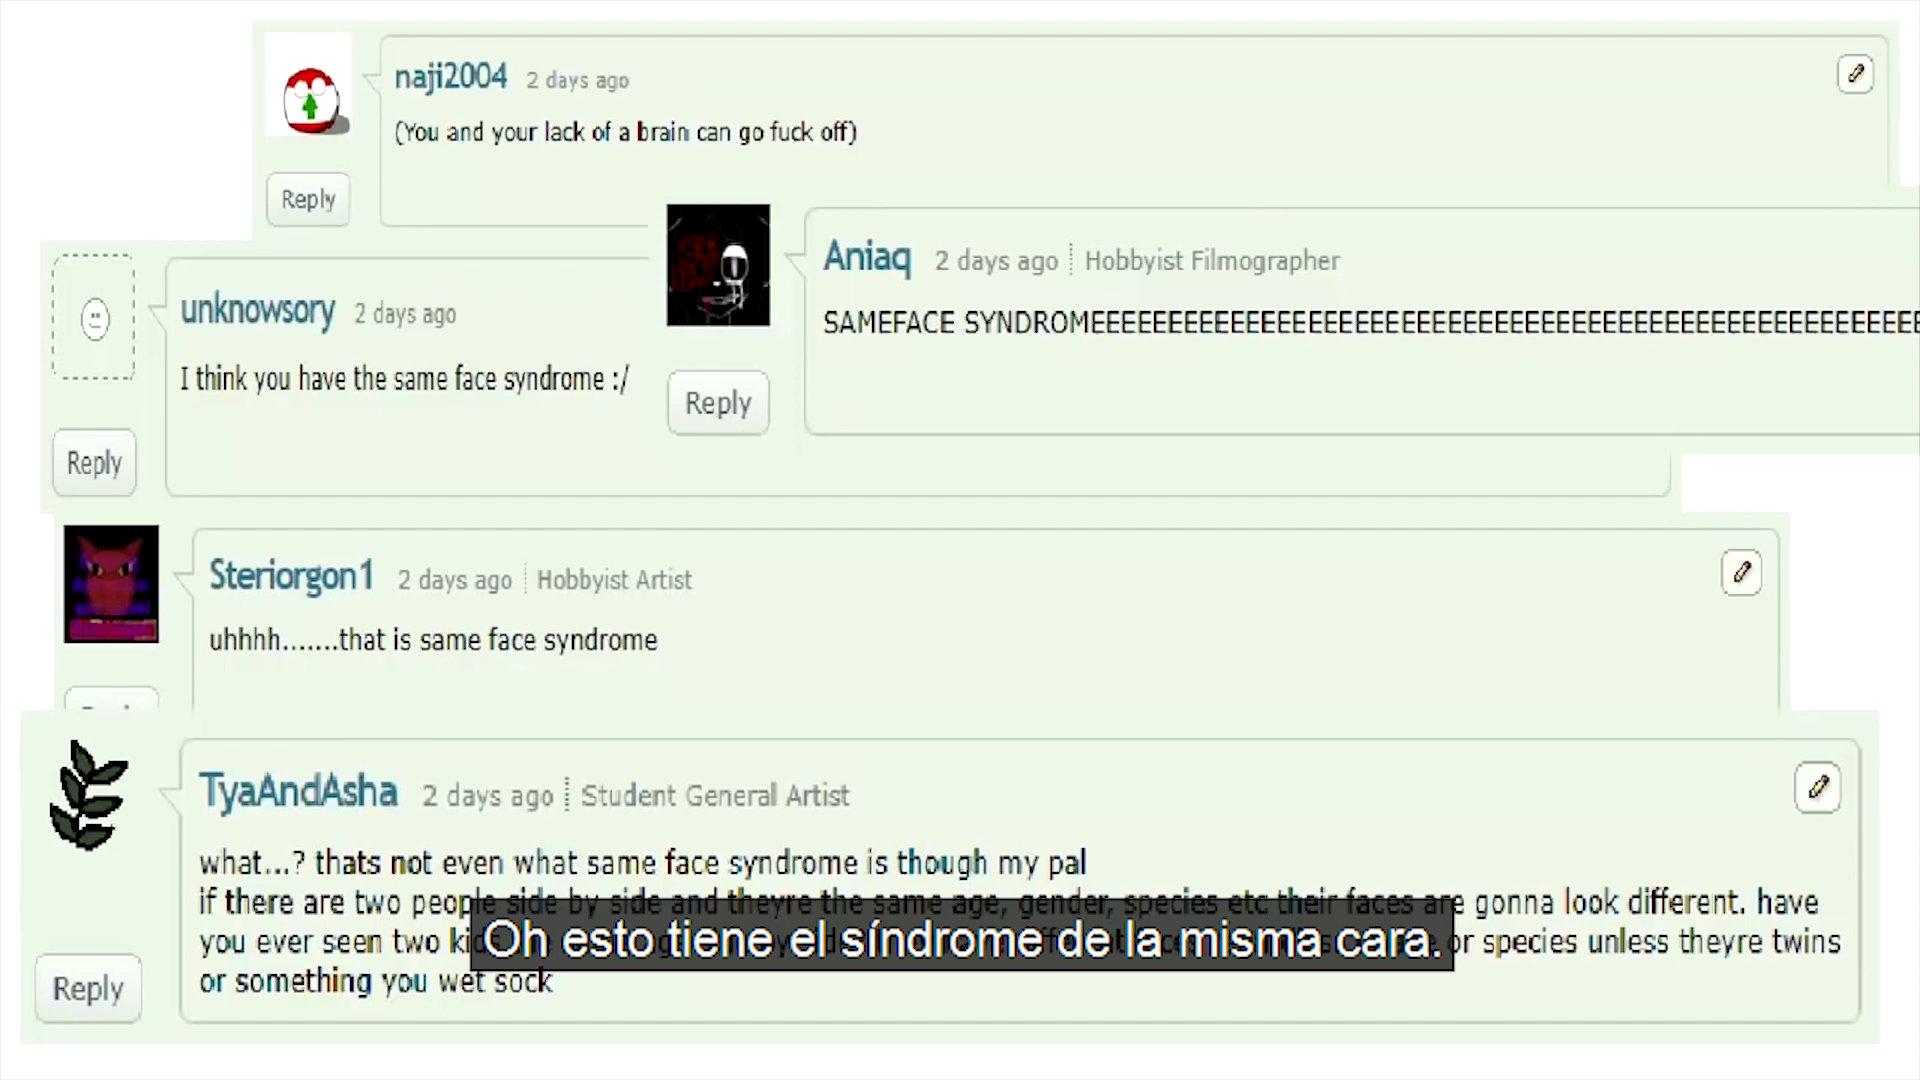 naji2004 2 days ago
(You and your lack of a brain can go fuck off)
Reply
Aniaq 2 days ago Hobbyist Filmographer
SAMEFACE SYNDROMEEEEEEEEEEEEEEEEEEEEEEEEEEEEEEEEEEEEEEEEEEEEEEEEEEEEEE
Reply
unknowsory 2 days ago
I think you have the same face syndrome :/
Reply
Steriorgon1 2 days ago Hobbyist Artist
uhhhh.......that is same face syndrome
TyaAndAsha 2 days ago Student General Artist
what...? thats not even what same face syndrome is though my pal
if there are two people side by side and theyre the same age, gender, species etc their faces are gonna look different. have
you ever seen two or species unless theyre twins
or something you wet sock
Reply
Oh esto tiene el síndrome de la misma cara.